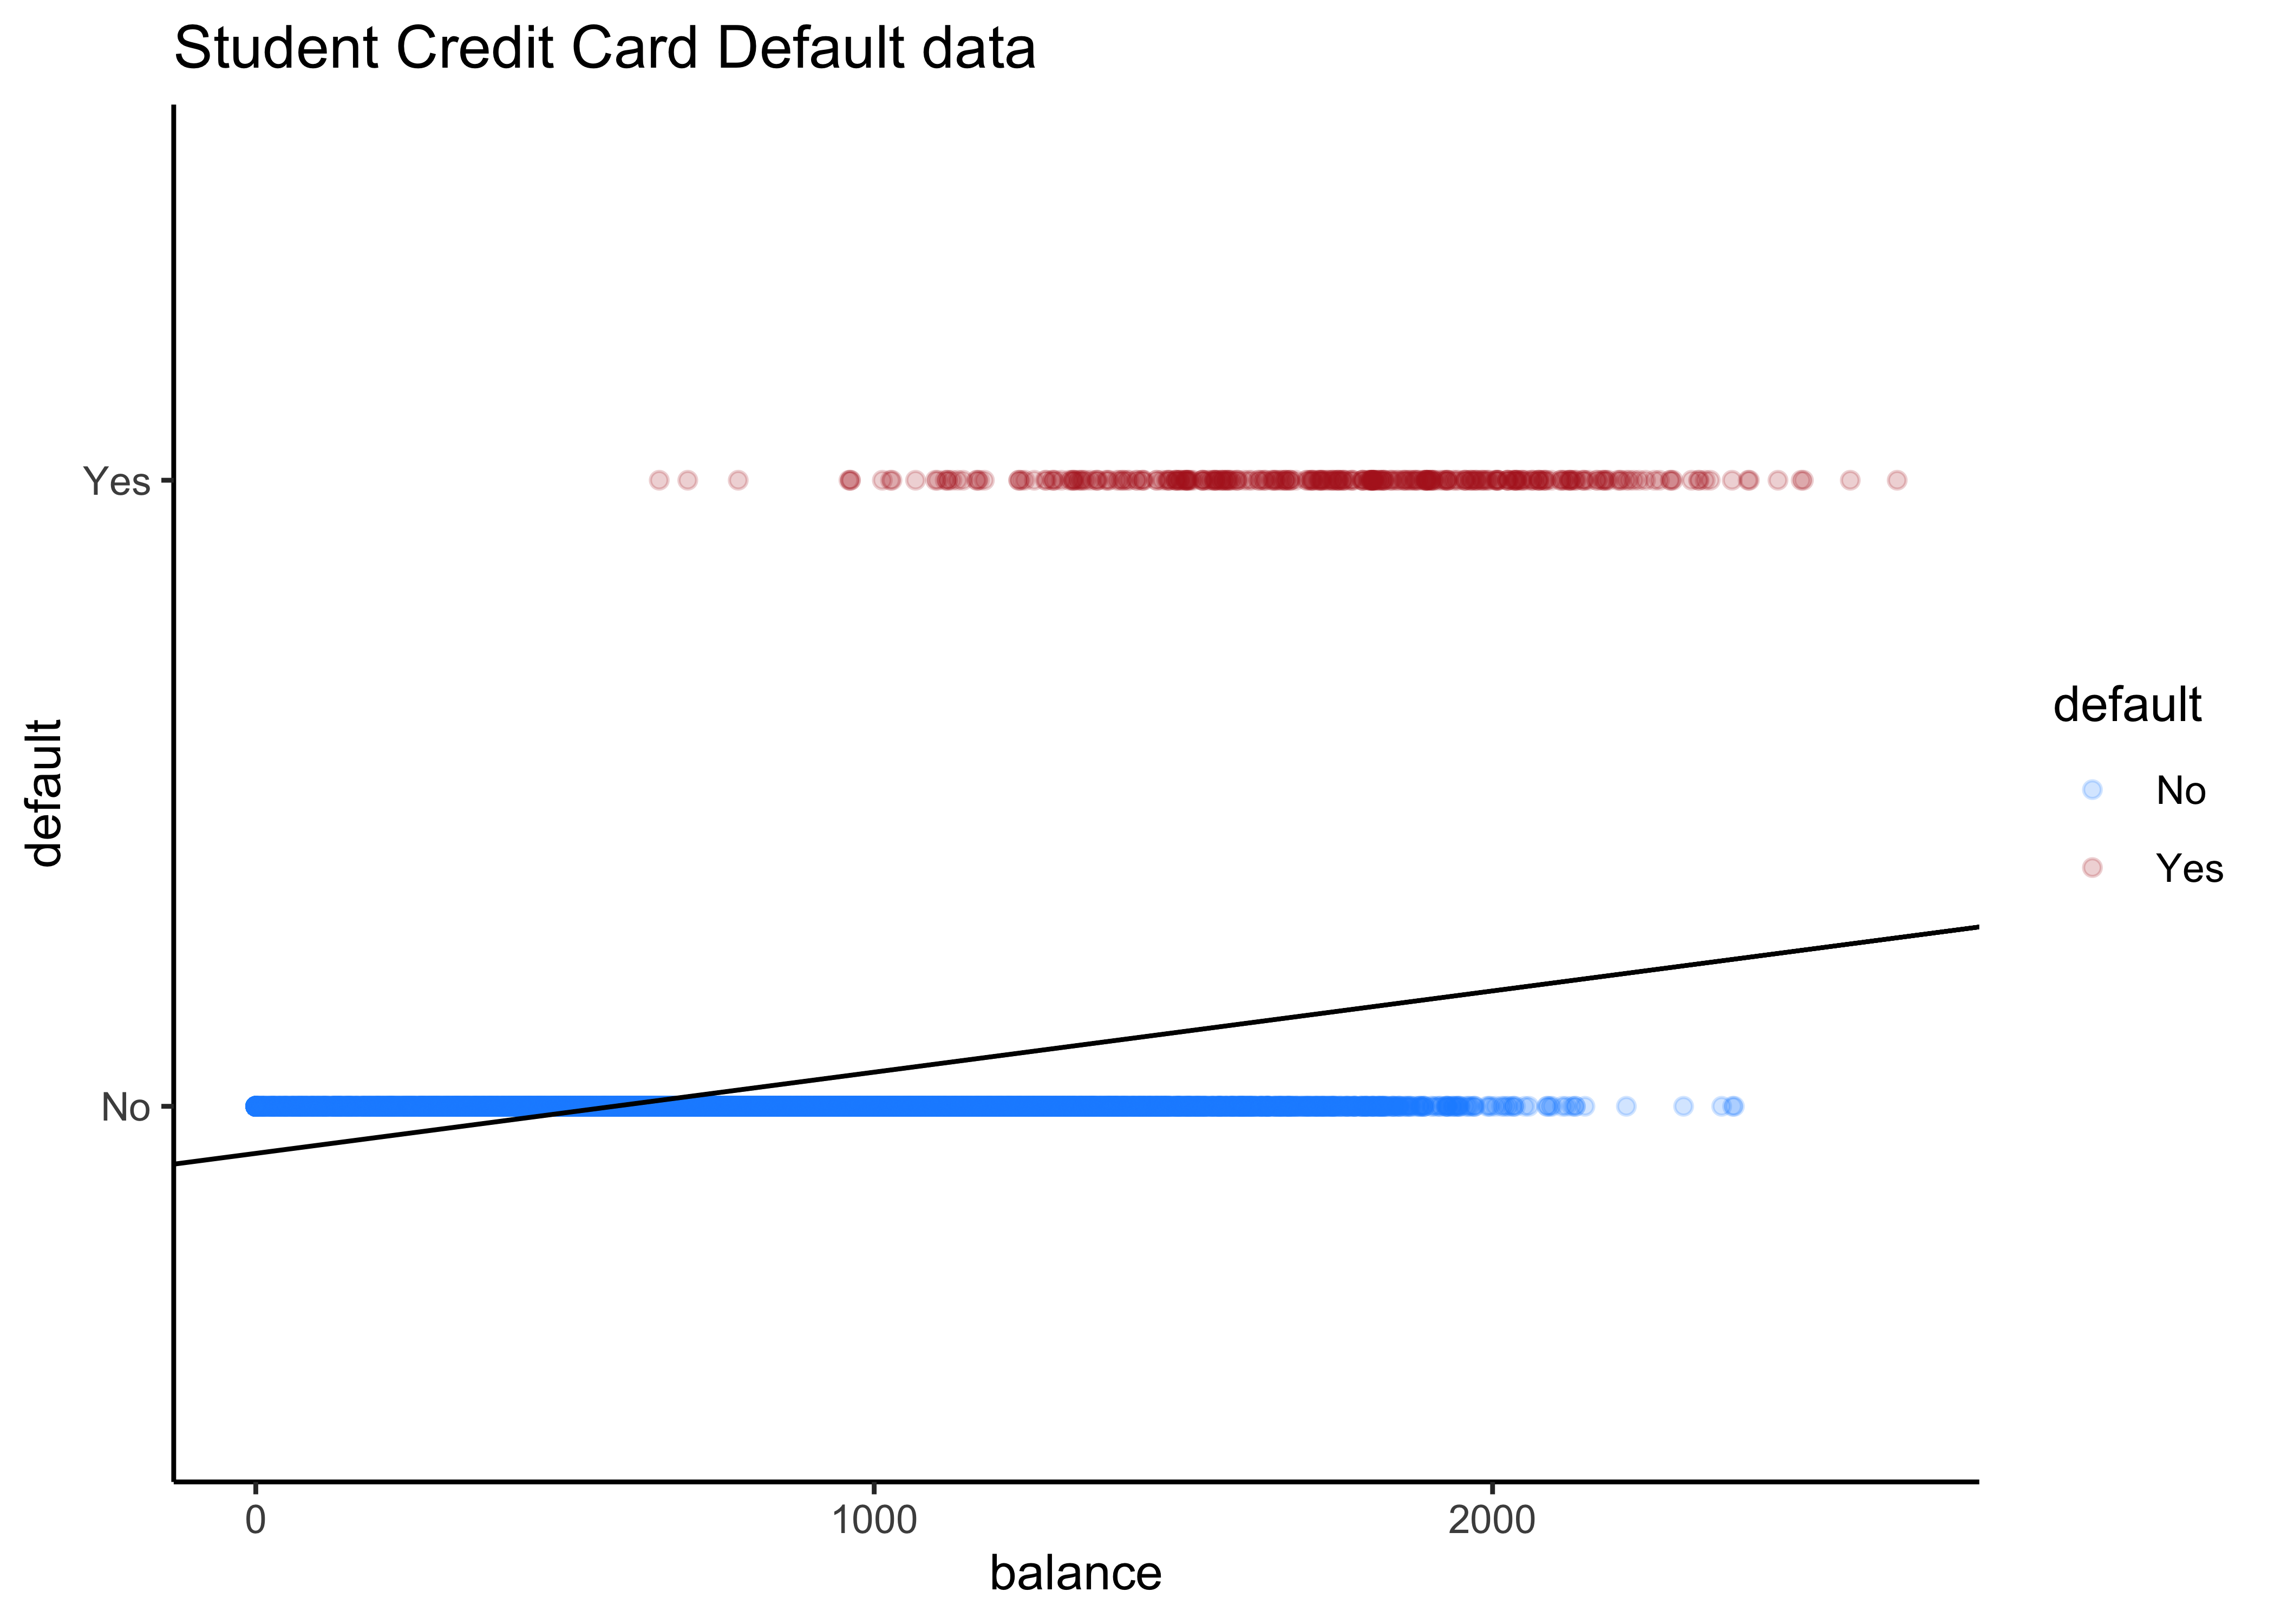 Student Credit Card Default data
default
Yes
No
0
1000
2000
balance
default
No
Yes